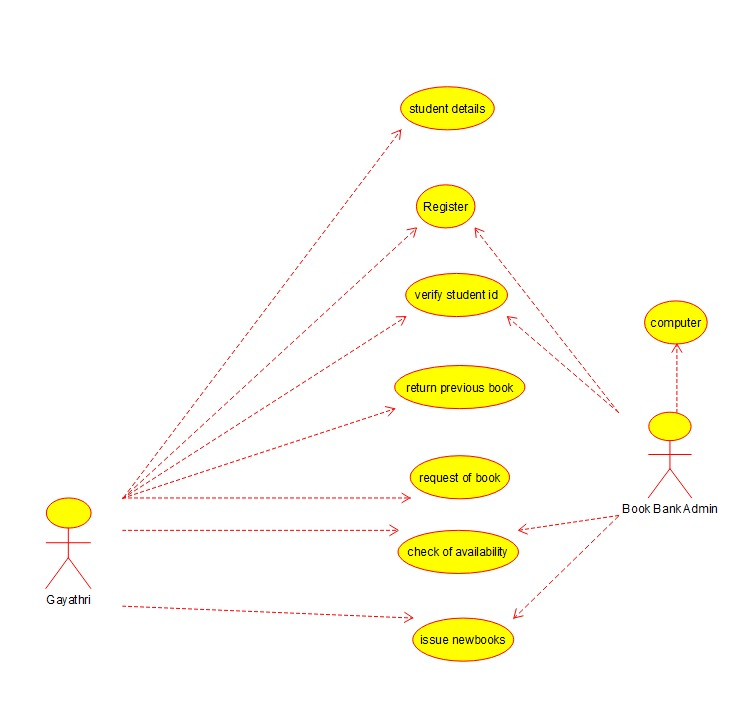 student details
Register
verify student id
computer
return previous book
request of book
Book Bank Admin
check of availability
Gayathri
issue newbooks